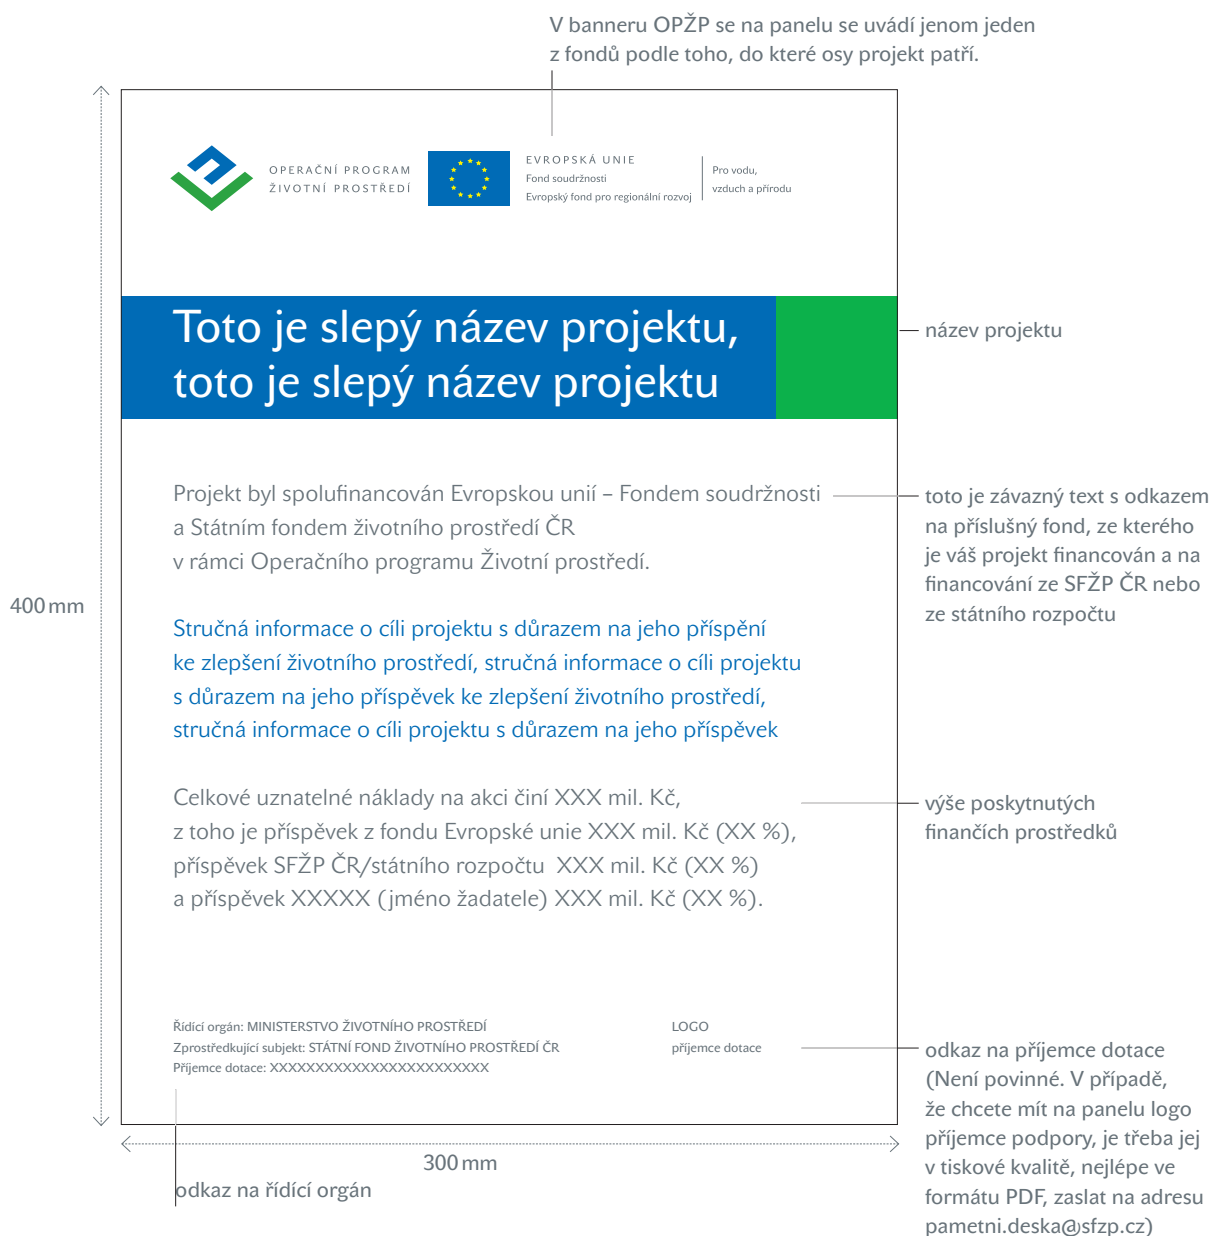 V banneru OPŽP se na panelu se uvádí jenom jeden
z fondů podle toho, do které osy projekt patří.
OPERAČNÍ PROGRAM
ŽIVOTNÍ PROSTŘEDÍ
EVROPSKÁ UNIE
Fond soudržnosti
Evropský fond pro regionální rozvoj
Pro vodu,
vzduch a přírodu
Toto je slepý název projektu,
toto je slepý název projektu
název projektu
Projekt byl spolufinancován Evropskou unií – Fondem soudržnosti
a Státním fondem životního prostředí ČR
v rámci Operačního programu Životní prostředí.
toto je závazný text s odkazem
na příslušný fond, ze kterého
je váš projekt financován a na
financování ze SFŽP ČR nebo
ze státního rozpočtu
400 mm
Stručná informace o cíli projektu s důrazem na jeho příspění
ke zlepšení životního prostředí, stručná informace o cíli projektu
s důrazem na jeho příspěvek ke zlepšení životního prostředí,
stručná informace o cíli projektu s důrazem na jeho příspěvek
Celkové uznatelné náklady na akci činí XXX mil. Kč,
z toho je příspěvek z fondu Evropské unie XXX mil. Kč (XX %),
příspěvek SFŽP ČR/státního rozpočtu XXX mil. Kč (XX %)
a příspěvek XXXXX (jméno žadatele) XXX mil. Kč (XX %).
výše poskytnutých
finančích prostředků
Řídící orgán: MINISTERSTVO ŽIVOTNÍHO PROSTŘEDÍ
Zprostředkující subjekt: STÁTNÍ FOND ŽIVOTNÍHO PROSTŘEDÍ ČR
Příjemce dotace: XXXXXXXXXXXXXXXXXXXXXXXX
LOGO
příjemce dotace
odkaz na příjemce dotace
(Není povinné. V případě,
že chcete mít na panelu logo
příjemce podpory, je třeba jej
v tiskové kvalitě, nejlépe ve
formátu PDF, zaslat na adresu
pametni.deska@sfzp.cz)
300 mm
odkaz na řídící orgán